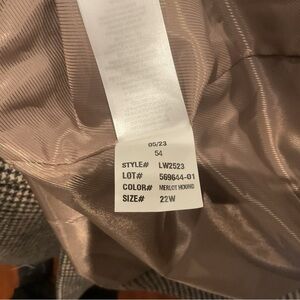 05/23
54
STYLE# LW2523
LOT# 569644-01
COLOR# MERLOT HOUND
SIZE# 22W